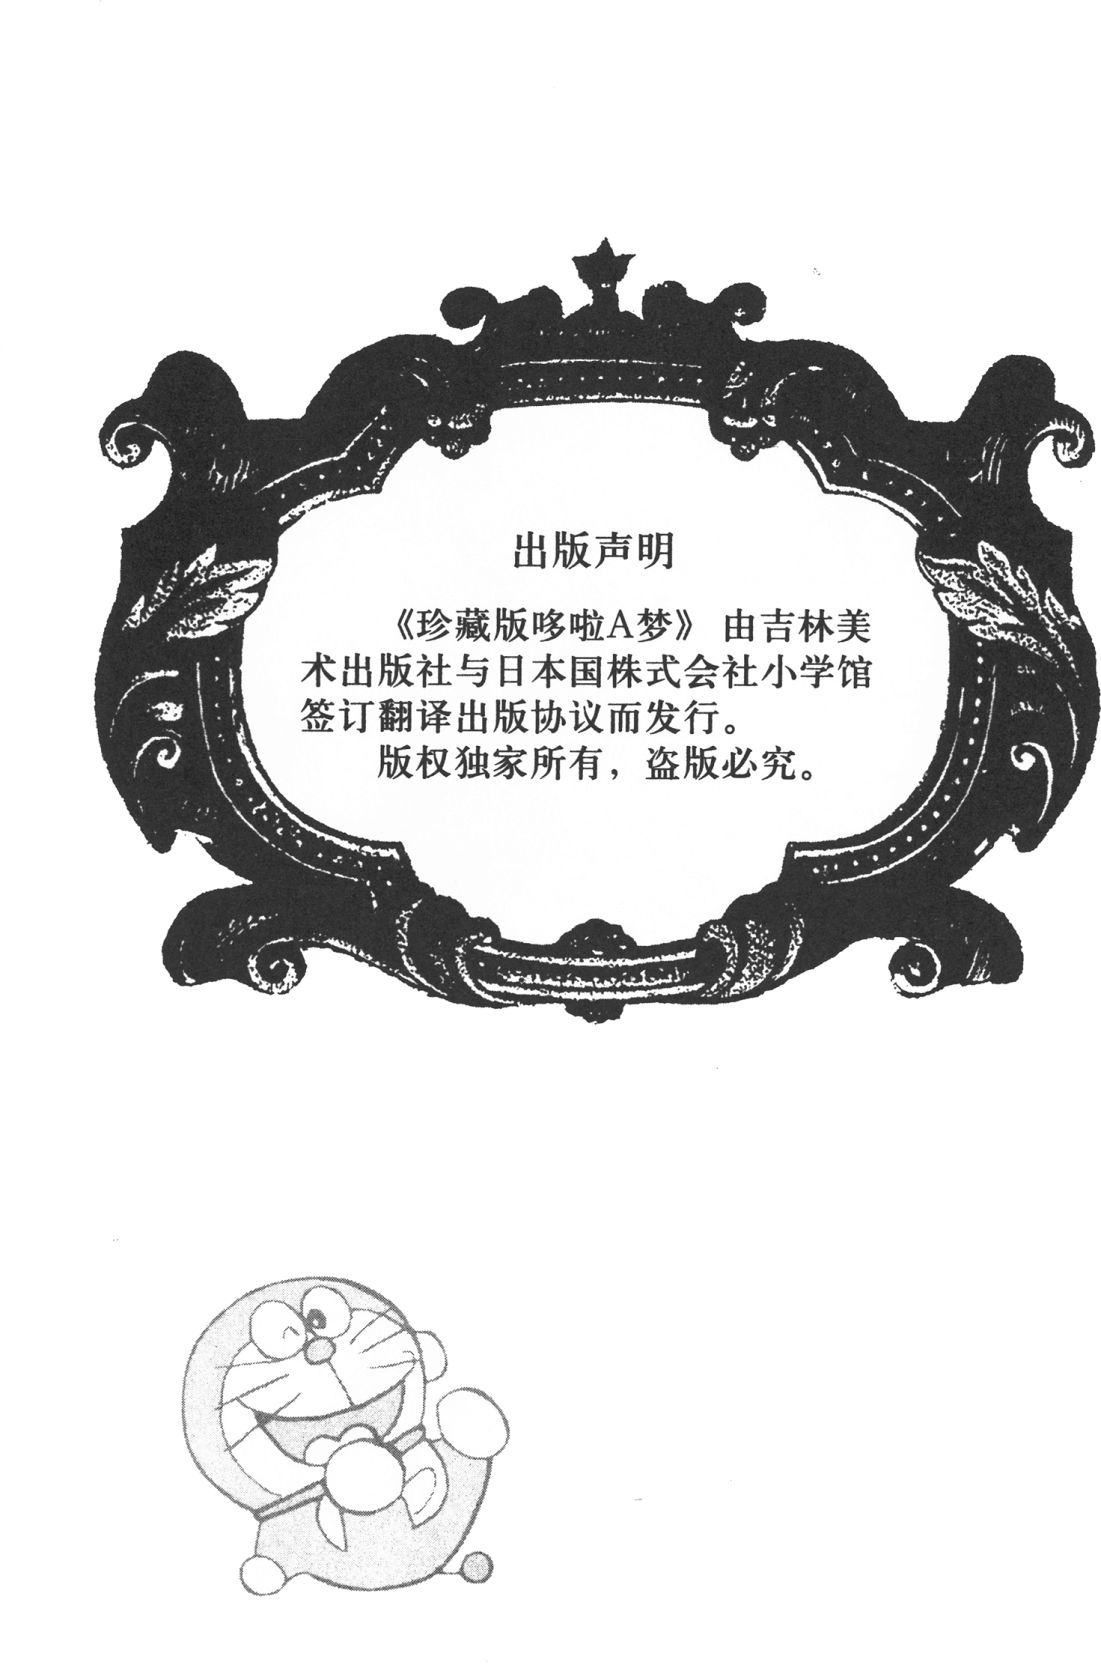 出版声明
《珍藏版哆啦A梦》 由吉林美
术出版社与日本国株式会社小学馆
签订翻译出版协议而发行。
版权独家所有，盗版必究。